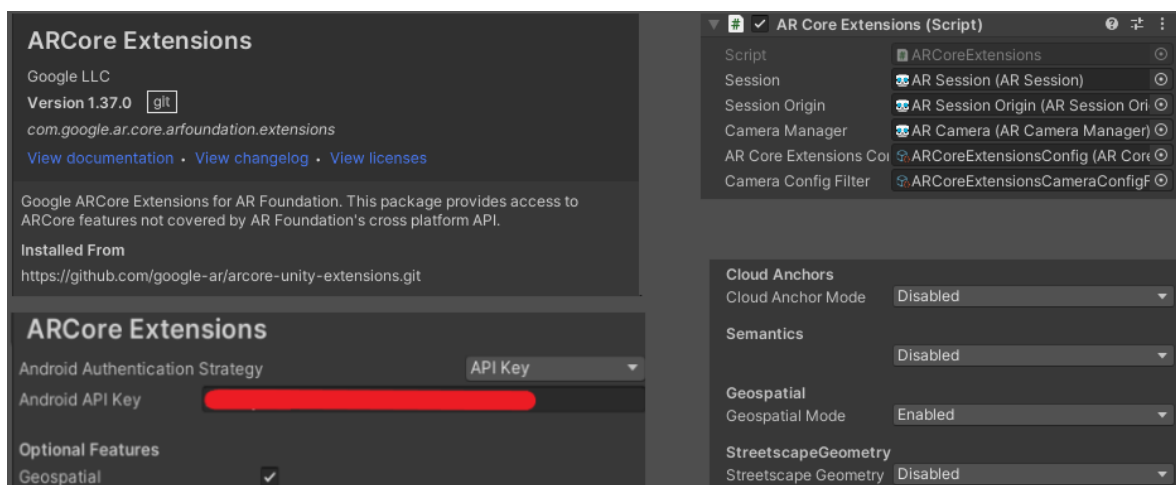 ARCore Extensions
Google LLC
Version 1.37.0 git
com.google.ar.core.arfoundation.extensions
View documentation • View changelog • View licenses
Google ARCore Extensions for AR Foundation. This package provides access to
ARCore features not covered by AR Foundation's cross platform API.
Installed From
https://github.com/google-ar/arcore-unity-extensions.git
ARCore Extensions
Android Authentication Strategy API Key
Android API Key
Optional Features
Geospatial
# AR Core Extensions (Script)
Script ARCoreExtensions
Session AR Session (AR Session)
Session Origin AR Session Origin (AR Session Ori
Camera Manager AR Camera (AR Camera Manager)
AR Core Extensions Co ARCoreExtensionsConfig (AR Core
Camera Config Filter ARCoreExtensionsCameraConfigF
Cloud Anchors
Cloud Anchor Mode Disabled
Semantics
Disabled
Geospatial
Geospatial Mode Enabled
StreetscapeGeometry
Streetscape Geometry Disabled